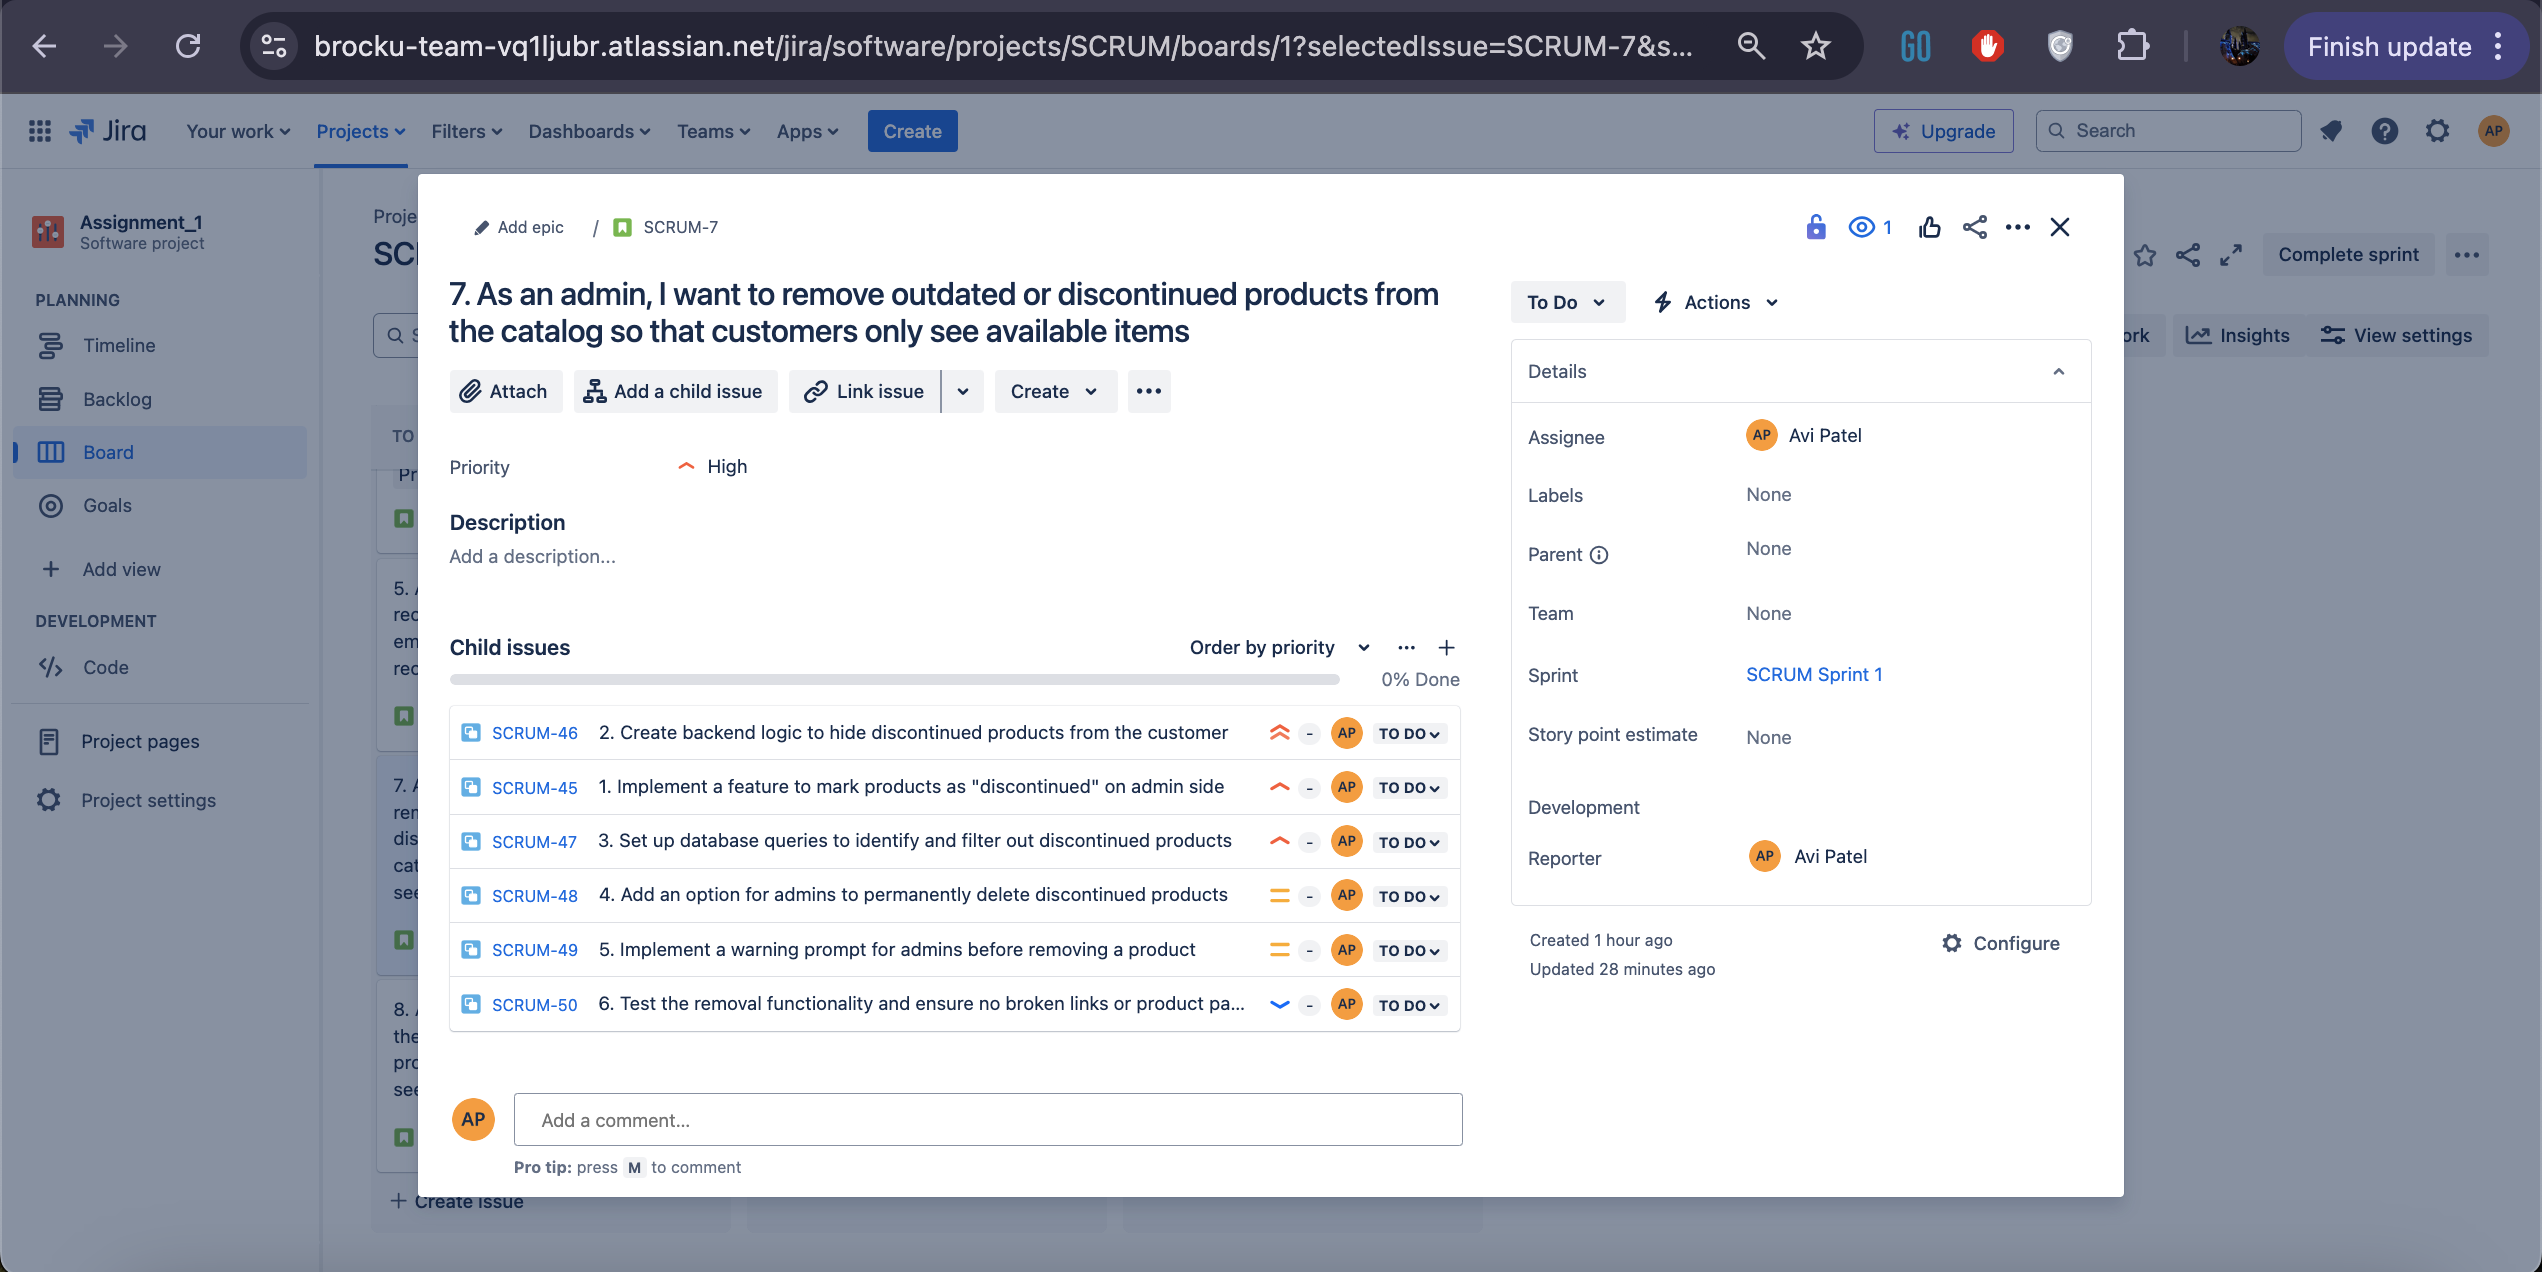 brocku-team-vq1ljubr.atlassian.net/jira/software/projects/SCRUM/boards/1?selectedIssue=SCRUM-7&s...
GO
Finish update
Jira
Your work
Projects
Filters
Dashboards
Teams
Apps
Create
Upgrade
Search
AP
Assignment_1
Software project
PLANNING
Timeline
Backlog
Board
Goals
Add view
DEVELOPMENT
Code
Project pages
Project settings
Proje
SC
Complete sprint
Insights
View settings
TO
Pr
5.
rec
em
rec
7. A
ren
dis
cat
see
8. A
the
pro
see
Create issue
Add epic / SCRUM-7
1
7. As an admin, I want to remove outdated or discontinued products from
the catalog so that customers only see available items
Attach
Add a child issue
Link issue
Create
Priority High
Description
Add a description...
Child issues
Order by priority
0% Done
SCRUM-46 2. Create backend logic to hide discontinued products from the customer - AP TO DO
SCRUM-45 1. Implement a feature to mark products as "discontinued" on admin side - AP TO DO
SCRUM-47 3. Set up database queries to identify and filter out discontinued products - AP TO DO
SCRUM-48 4. Add an option for admins to permanently delete discontinued products - AP TO DO
SCRUM-49 5. Implement a warning prompt for admins before removing a product - AP TO DO
SCRUM-50 6. Test the removal functionality and ensure no broken links or product pa... - AP TO DO
AP
Add a comment...
Pro tip: press M to comment
To Do
Actions
Details
Assignee AP Avi Patel
Labels None
Parent None
Team None
Sprint SCRUM Sprint 1
Story point estimate None
Development
Reporter AP Avi Patel
Created 1 hour ago
Updated 28 minutes ago
Configure